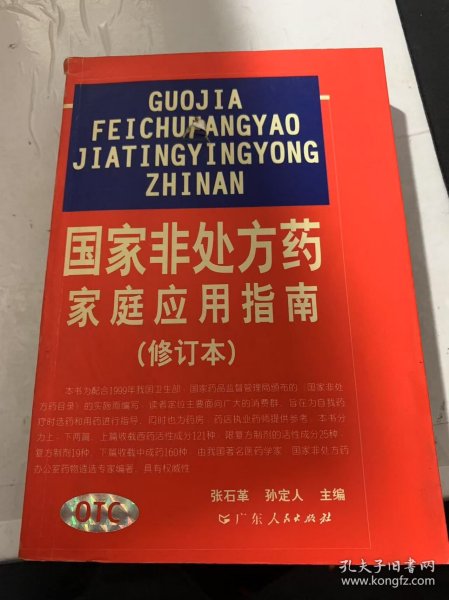 GUOJIA
FEICHUFANGYAO
JIATINGYINGYONG
ZHINAN
国家非处方药
家庭应用指南
(修订本)
本书为配合1999年我国卫生部、国家药品监督管理局颁布的《国家非处
方药目录》的实施而编写，读者定位主要面向广大的消费群，旨在为自我药
疗时选药和用药进行指导，同时也为药房、药店执业药师提供参考。本书分
为上、下两篇，上篇收载西药活性成分121种，限复方制剂的活性成分25种，
复方制剂19种，下篇收载中成药160种，由我国著名医药学家、国家非处方药
办公室药物遴选专家编著，具有权威性
张石革 孙定人 主编
OTC
广东人民出版社
孔夫子旧书网
www.kongfz.com